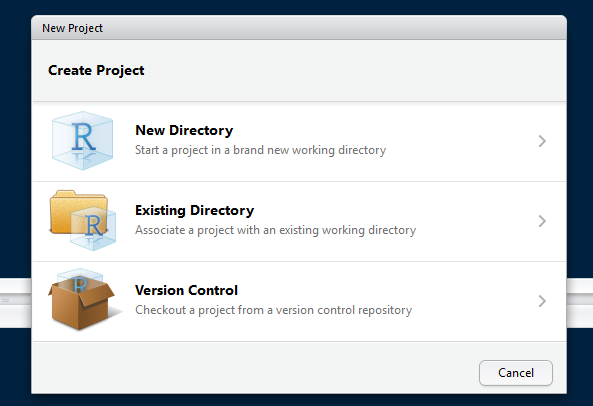 New Project
Create Project
R
New Directory
Start a project in a brand new working directory
R
Existing Directory
Associate a project with an existing working directory
R
Version Control
Checkout a project from a version control repository
Cancel